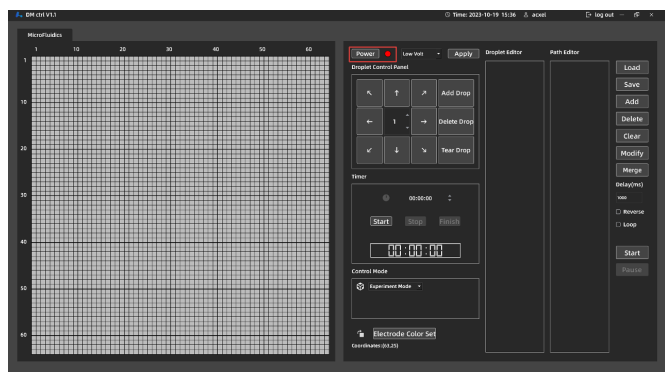 DM ctrl V1.1
Time: 2023-10-19 15:36 acxel log out
MicroFluidics
1 10 20 30 40 50 60
1
10
20
30
40
50
60
Power Low Volt Apply
Droplet Control Panel
Add Drop
1 Delete Drop
Tear Drop
Timer
00:00:00
Start Stop Finish
00:00:00
Control Mode
Experiment Mode
Electrode Color Set
Coordinates:(63,25)
Droplet Editor
Path Editor
Load
Save
Add
Delete
Clear
Modify
Merge
Delay(ms)
1000
Reverse
Loop
Start
Pause